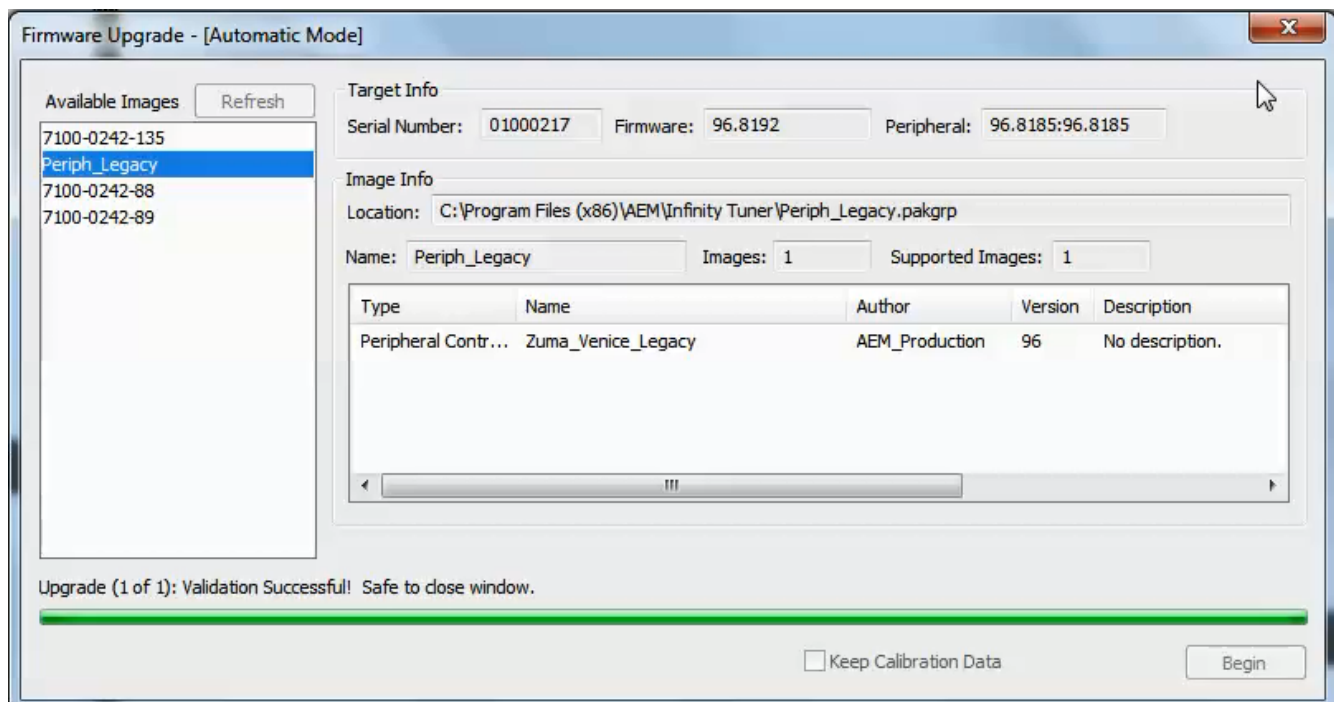 Firmware Upgrade - [Automatic Mode]
Available Images Refresh
7100-0242-135
Periph_Legacy
7100-0242-88
7100-0242-89
Target Info
Serial Number: 01000217 Firmware: 96.8192 Peripheral: 96.8185:96.8185
Image Info
Location: C:\Program Files (x86)\AEM\Infinity Tuner\Periph_Legacy.pakgrp
Name: Periph_Legacy Images: 1 Supported Images: 1
Type Name Author Version Description
Peripheral Contr... Zuma_Venice_Legacy AEM_Production 96 No description.
Upgrade (1 of 1): Validation Successful! Safe to close window.
Keep Calibration Data Begin